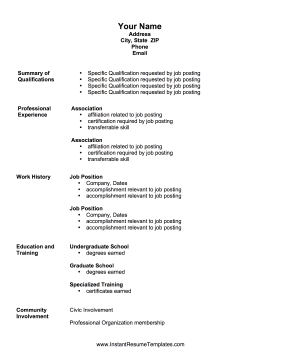 Your Name
Address
City, State  ZIP
Phone
Email
Summary of
Qualifications
• Specific Qualification requested by job posting
• Specific Qualification requested by job posting
• Specific Qualification requested by job posting
• Specific Qualification requested by job posting
Professional
Experience
Association
• affiliation related to job posting
• certification required by job posting
• transferrable skill
Association
• affiliation related to job posting
• certification required by job posting
• transferrable skill
Work History
Job Position
• Company, Dates
• accomplishment relevant to job posting
• accomplishment relevant to job posting
Job Position
• Company, Dates
• accomplishment relevant to job posting
• accomplishment relevant to job posting
Education and
Training
Undergraduate School
• degrees earned
Graduate School
• degrees earned
Specialized Training
• certificates earned
Community
Involvement
Civic Involvement
Professional Organization membership
www.InstantResumeTemplates.com